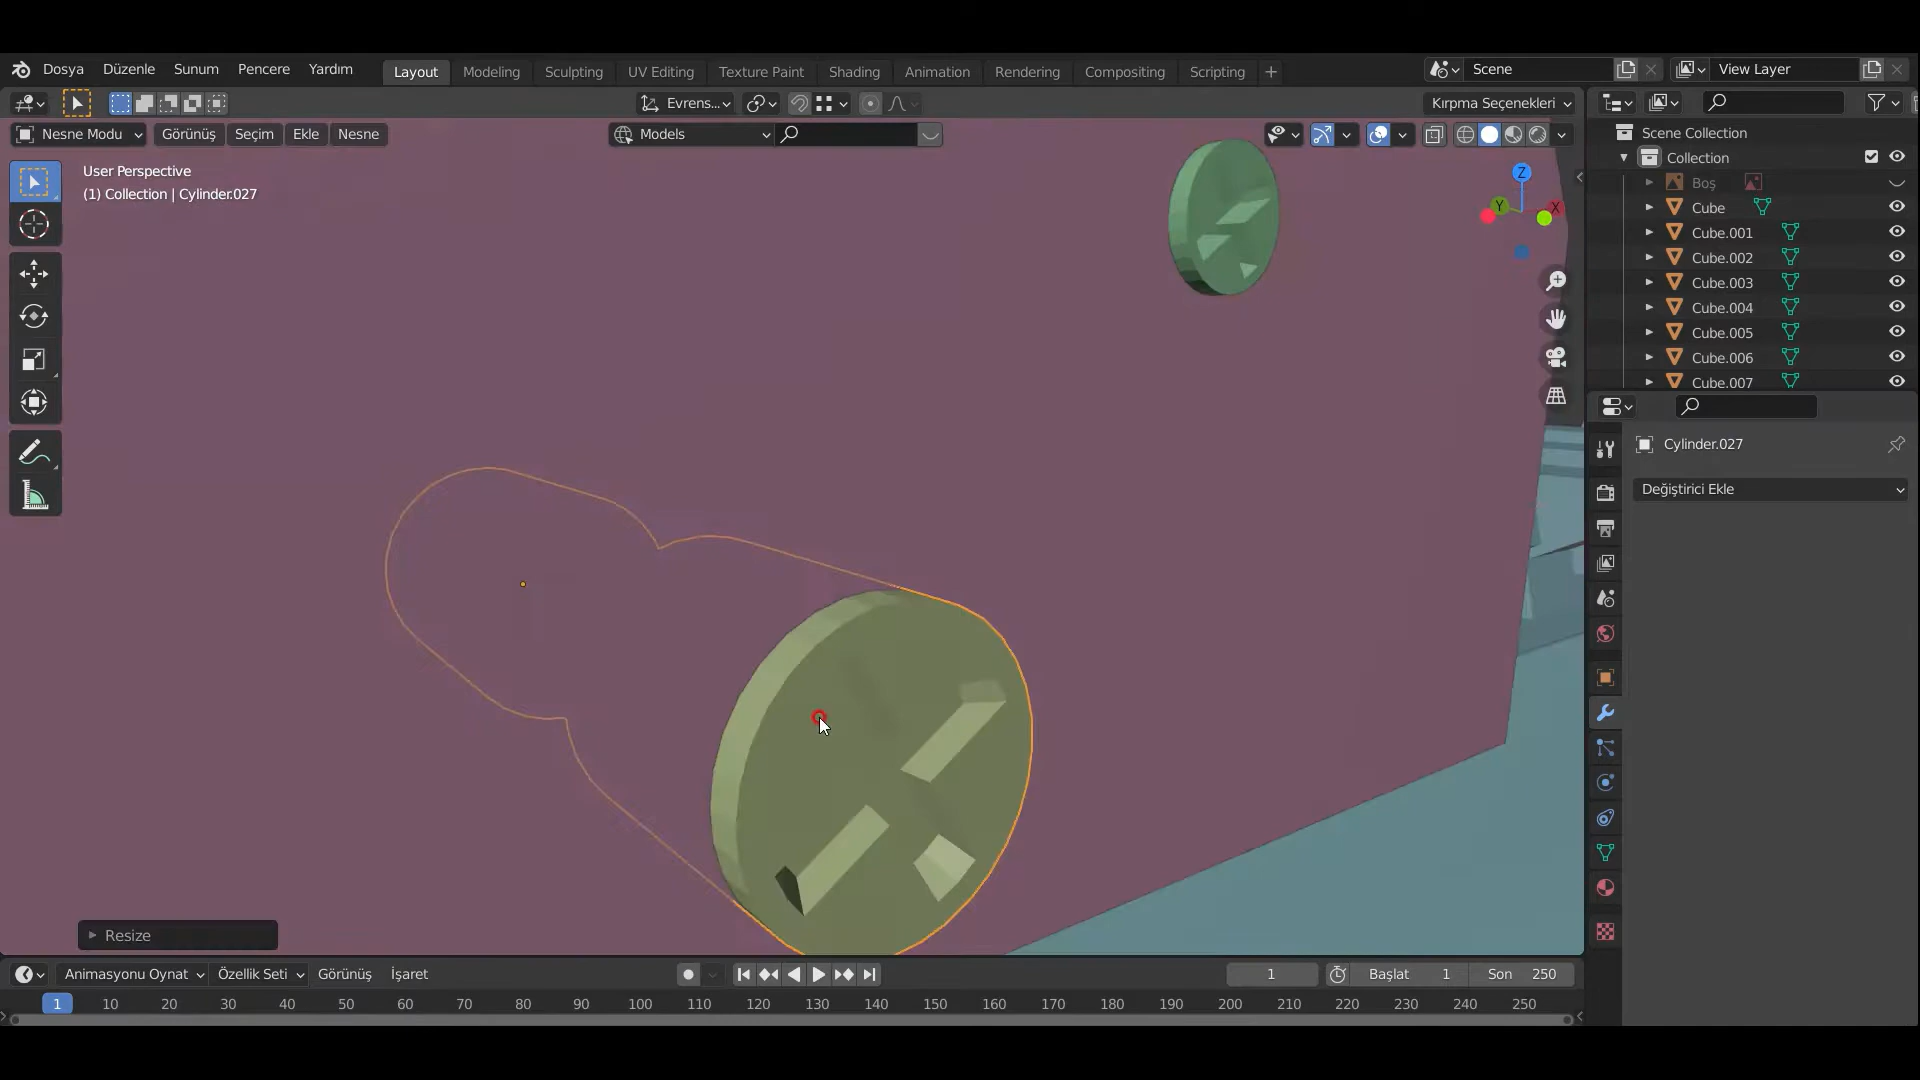 Dosya Düzenle Sunum Pencere Yardım Layout Modeling Sculpting UV Editing Texture Paint Shading Animation Rendering Compositing Scripting + Scene View Layer
Evrens... Kırpma Seçenekleri
Nesne Modu Görünüş Seçim Ekle Nesne Models
Scene Collection
Collection
Boş
Cube
Cube.001
Cube.002
Cube.003
Cube.004
Cube.005
Cube.006
Cube.007
User Perspective
(1) Collection | Cylinder.027
Z
Y
X
Cylinder.027
Değiştirici Ekle
Resize
Animasyonu Oynat Özellik Seti Görünüş İşaret 1 Başlat 1 Son 250
1 10 20 30 40 50 60 70 80 90 100 110 120 130 140 150 160 170 180 190 200 210 220 230 240 250